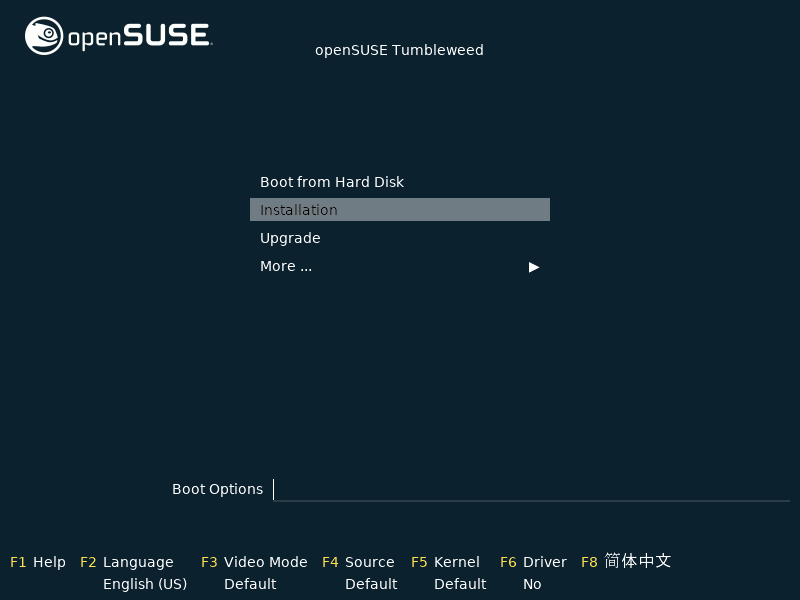 openSUSE
openSUSE Tumbleweed
Boot from Hard Disk
Installation
Upgrade
More ...
Boot Options
F1 Help F2 Language F3 Video Mode F4 Source F5 Kernel F6 Driver F8 简体中文
English (US) Default Default Default No